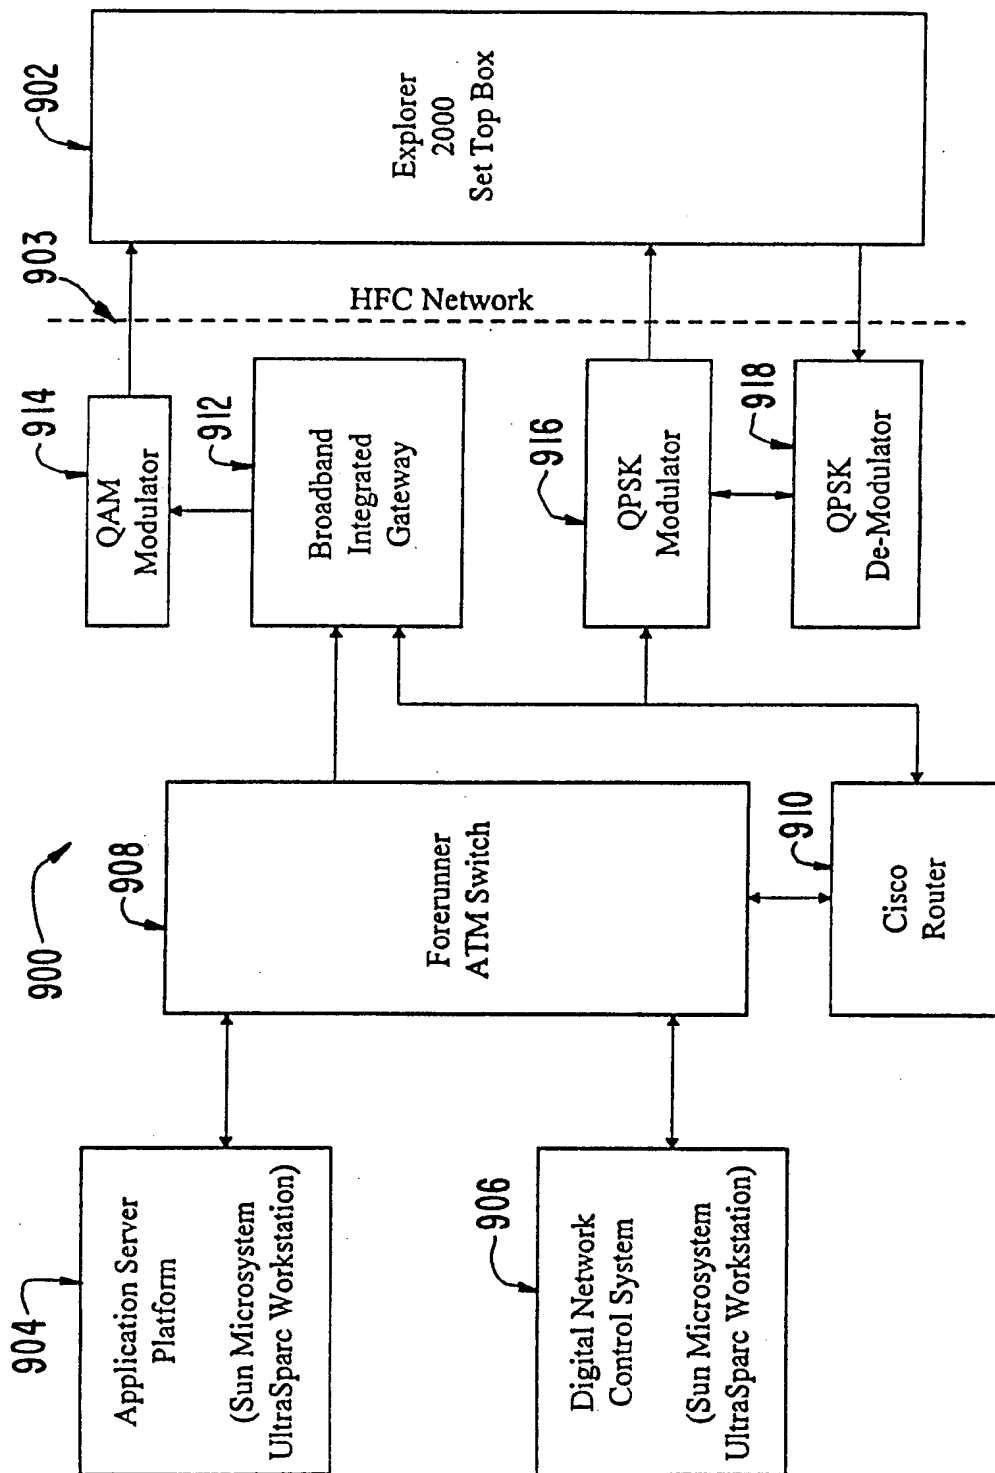 900
904
Application Server
Platform
(Sun Microsystem
UltraSparc Workstation)
906
Digital Network
Control System
(Sun Microsystem
UltraSparc Workstation)
908
Forerunner
ATM Switch
910
Cisco
Router
914
QAM
Modulator
912
Broadband
Integrated
Gateway
916
QPSK
Modulator
918
QPSK
De-Modulator
903
HFC Network
902
Explorer
2000
Set Top Box